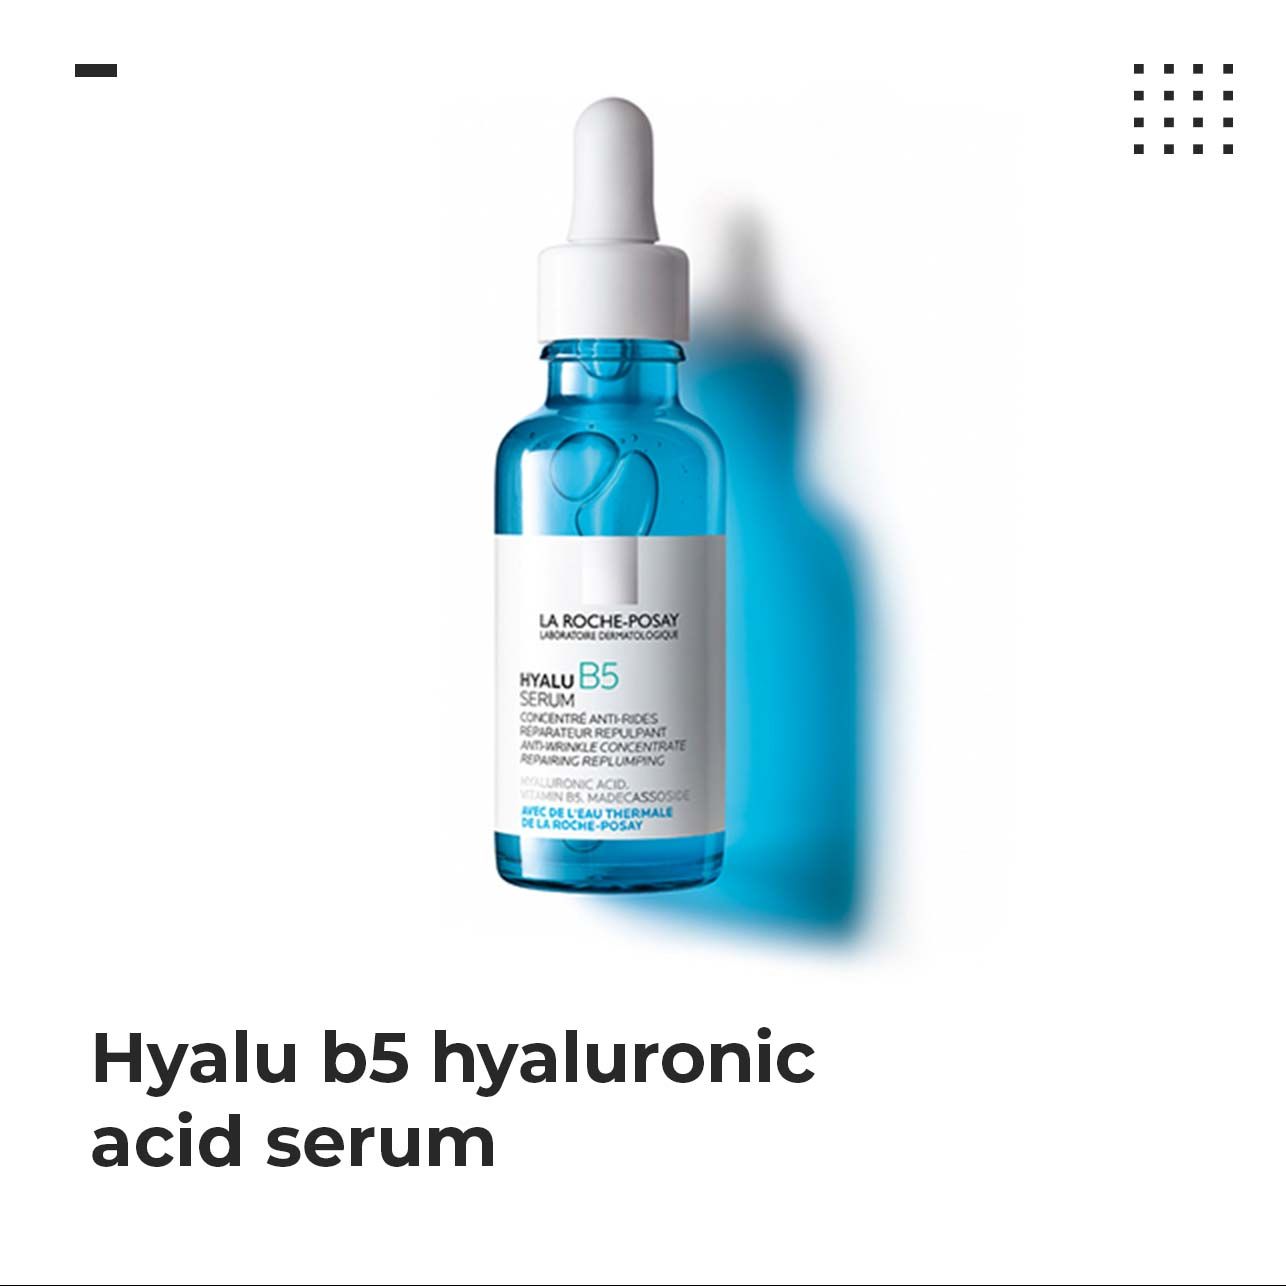 LA ROCHE-POSAY
LABORATOIRE DERMATOLOGIQUE
HYALU B5
SERUM
CONCENTRÉ ANTI-RIDES
RÉPARATEUR REPULPANT
ANTI-WRINKLE CONCENTRATE
REPAIRING REPLUMPING
HYALURONIC ACID,
VITAMIN B5, MADECASSOSIDE
AVEC DE L'EAU THERMALE
DE LA ROCHE-POSAY
Hyalu b5 hyaluronic
acid serum